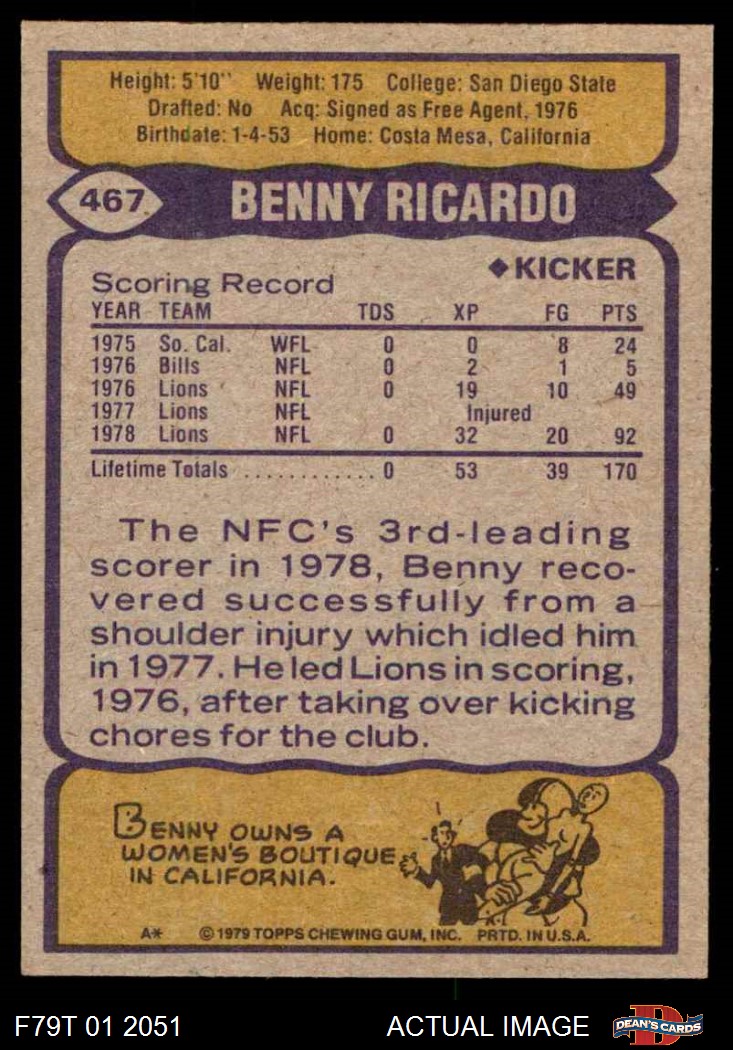 Height: 5'10" Weight: 175 College: San Diego State
Drafted: No Acq: Signed as Free Agent, 1976
Birthdate: 1-4-53 Home: Costa Mesa, California
467 BENNY RICARDO
◆KICKER
Scoring Record
YEAR TEAM TDS XP FG PTS
1975 So. Cal. WFL 0 0 8 24
1976 Bills NFL 0 2 1 5
1976 Lions NFL 0 19 10 49
1977 Lions NFL Injured
1978 Lions NFL 0 32 20 92
Lifetime Totals ............ 0 53 39 170
The NFC's 3rd-leading
scorer in 1978, Benny reco-
vered successfully from a
shoulder injury which idled him
in 1977. He led Lions in scoring,
1976, after taking over kicking
chores for the club.
BENNY OWNS A
WOMEN'S BOUTIQUE
IN CALIFORNIA.
A* © 1979 TOPPS CHEWING GUM, INC. PRTD. IN U.S.A.
F79T 01 2051 ACTUAL IMAGE D DEAN'S CARDS